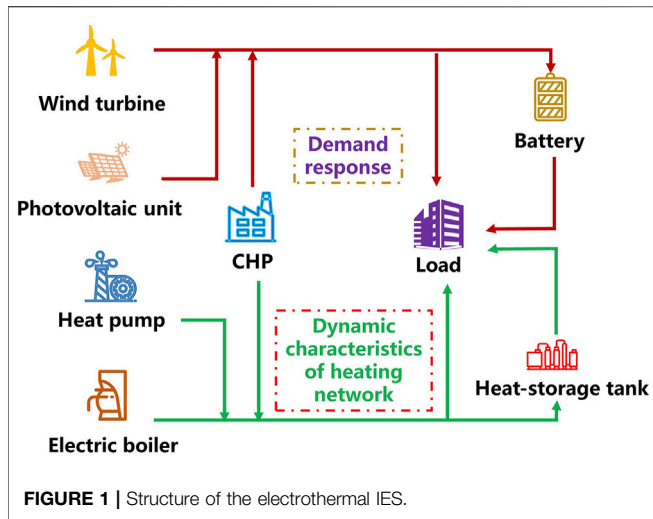 Wind turbine
Photovoltaic unit
Heat pump
Electric boiler
CHP
Demand
response
Dynamic
characteristics
of heating
network
Load
Battery
Heat-storage tank
FIGURE 1 | Structure of the electrothermal IES.